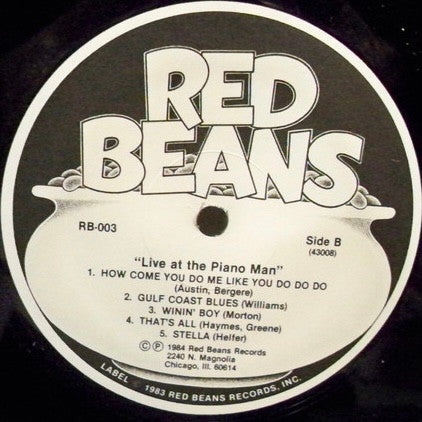 RED
BEANS
RB-003
Side B
(43008)
"Live at the Piano Man"
1. HOW COME YOU DO ME LIKE YOU DO DO DO
(Austin, Bergere)
2. GULF COAST BLUES (Williams)
3. WININ' BOY (Morton)
4. THAT'S ALL (Haymes, Greene)
5. STELLA (Helfer)
© Ⓟ 1984 Red Beans Records
2240 N. Magnolia
Chicago, Ill. 60614
LABEL © 1983 RED BEANS RECORDS, INC.